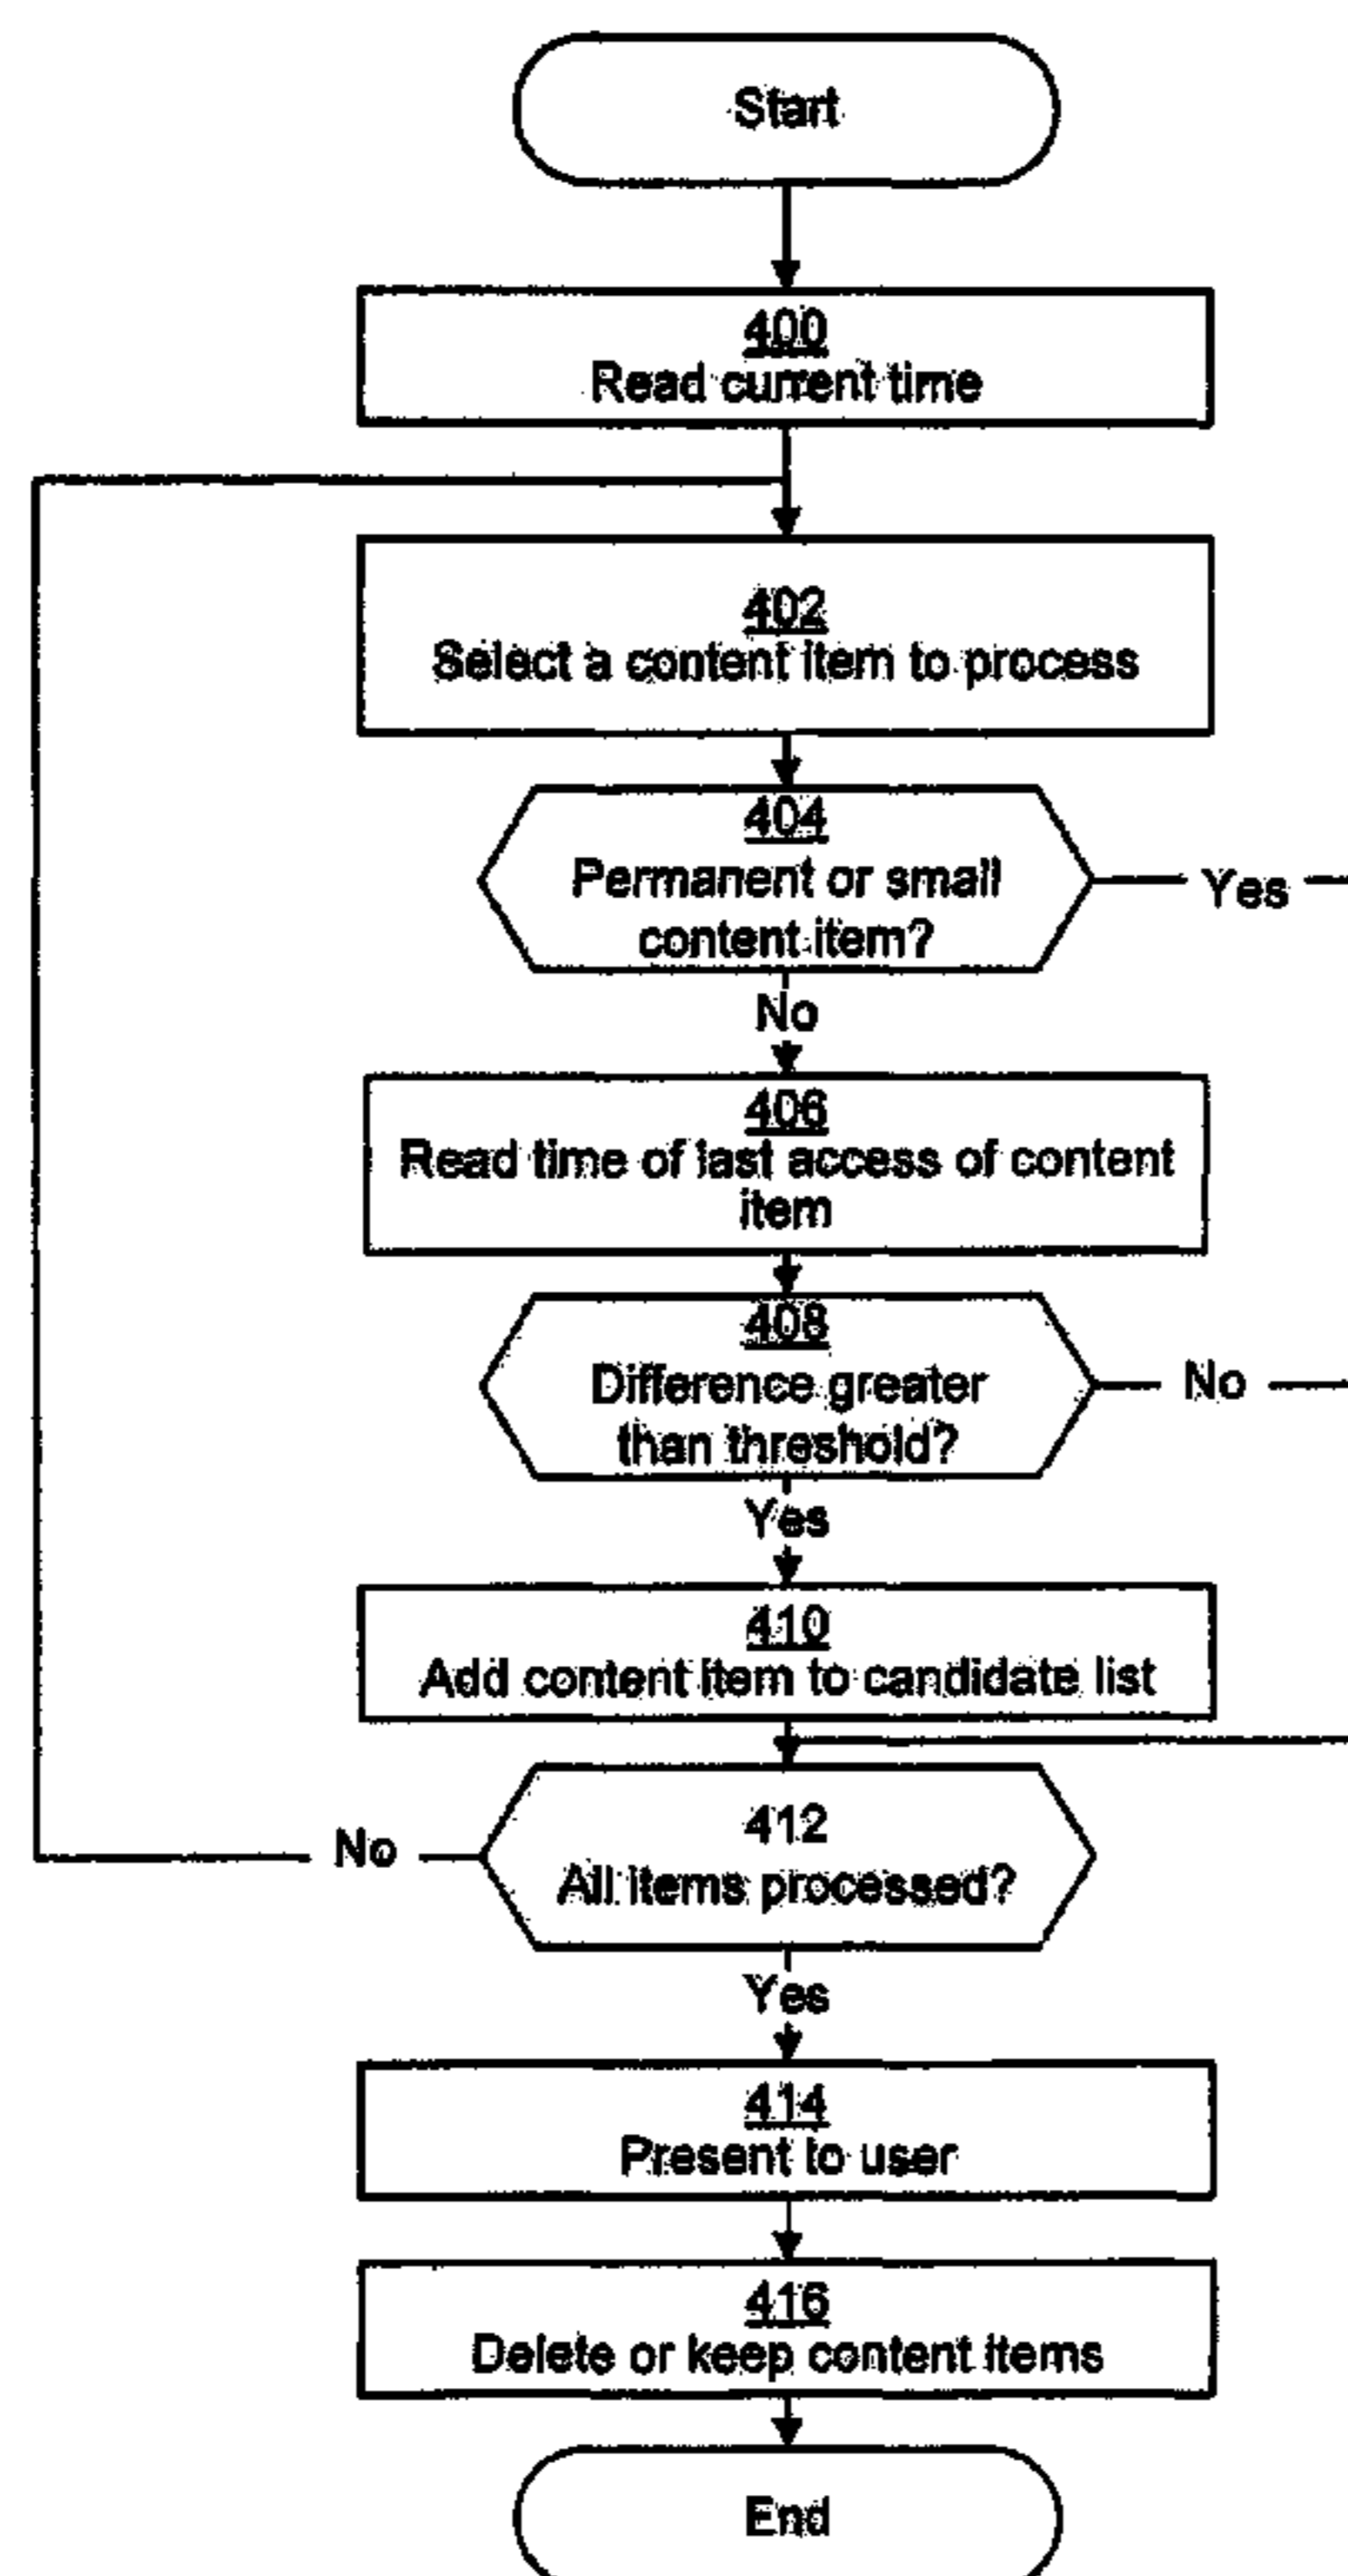 Start
400
Read current time
402
Select a content item to process
404
Permanent or small
content item?
Yes
No
406
Read time of last access of content
item
408
Difference greater
than threshold?
No
Yes
410
Add content item to candidate list
412
All items processed?
No
Yes
414
Present to user
416
Delete or keep content items
End